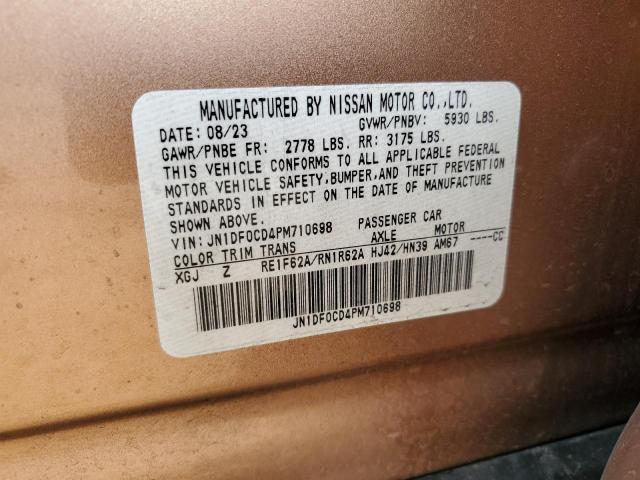 MANUFACTURED BY NISSAN MOTOR CO.,LTD.
DATE: 08/23 GVWR/PNBV: 5930 LBS.
GAWR/PNBE FR: 2778 LBS. RR: 3175 LBS.
THIS VEHICLE CONFORMS TO ALL APPLICABLE FEDERAL
MOTOR VEHICLE SAFETY,BUMPER,AND THEFT PREVENTION
STANDARDS IN EFFECT ON THE DATE OF MANUFACTURE
SHOWN ABOVE.
VIN: JN1DF0CD4PM710698 PASSENGER CAR
COLOR TRIM TRANS AXLE MOTOR
XGJ Z RE1F62A/RN1R62A HJ42/HN39 AM67 ----CC
JN1DF0CD4PM710698